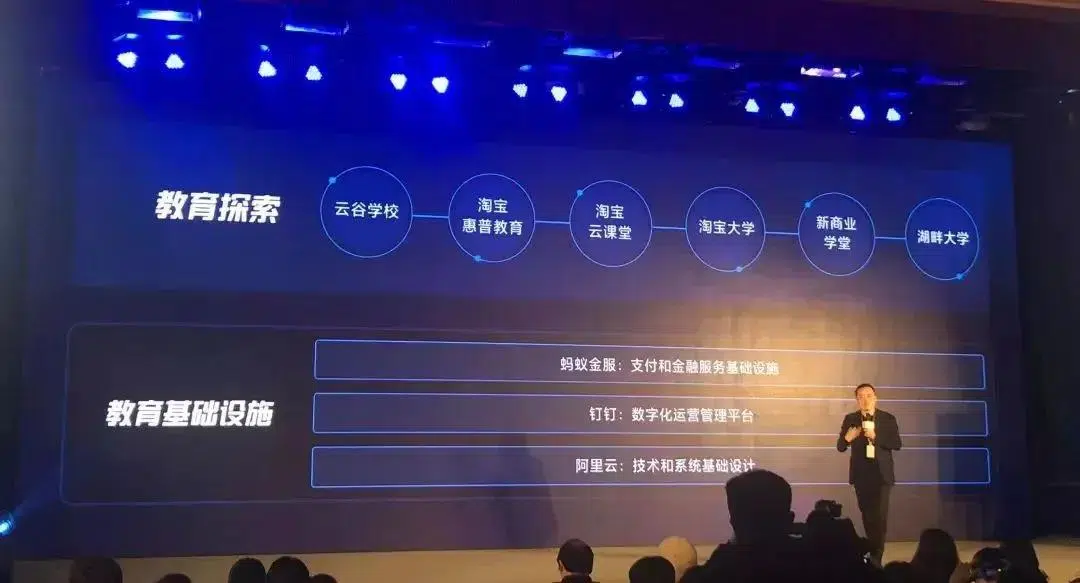 教育探索
云谷学校
淘宝
惠普教育
淘宝
云课堂
淘宝大学
新商业
学堂
湖畔大学
教育基础设施
蚂蚁金服：支付和金融服务基础设施
钉钉：数字化运营管理平台
阿里云：技术和系统基础设计